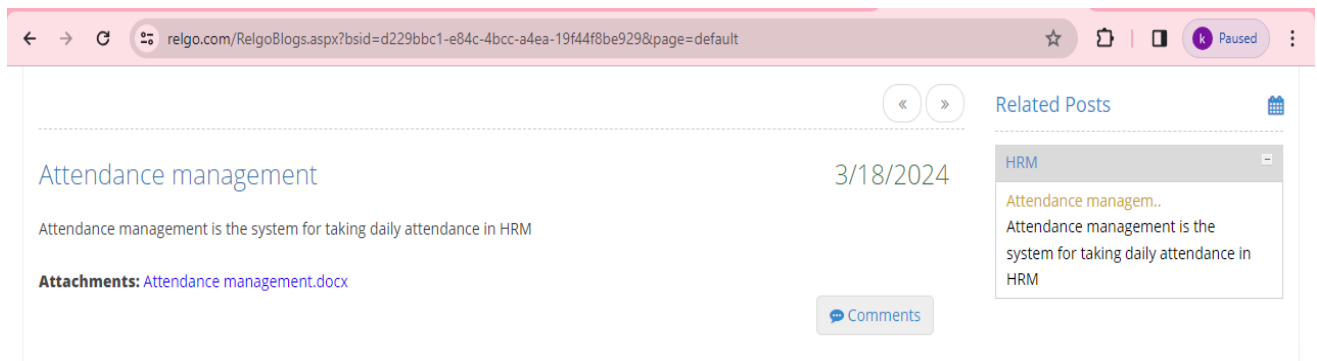 relgo.com/RelgoBlogs.aspx?bsid=d229bbc1-e84c-4bcc-a4ea-19f44f8be929&page=default
k Paused
« »
Related Posts
Attendance management
3/18/2024
HRM
Attendance managem..
Attendance management is the
system for taking daily attendance in
HRM
Attendance management is the system for taking daily attendance in HRM
Attachments: Attendance management.docx
Comments